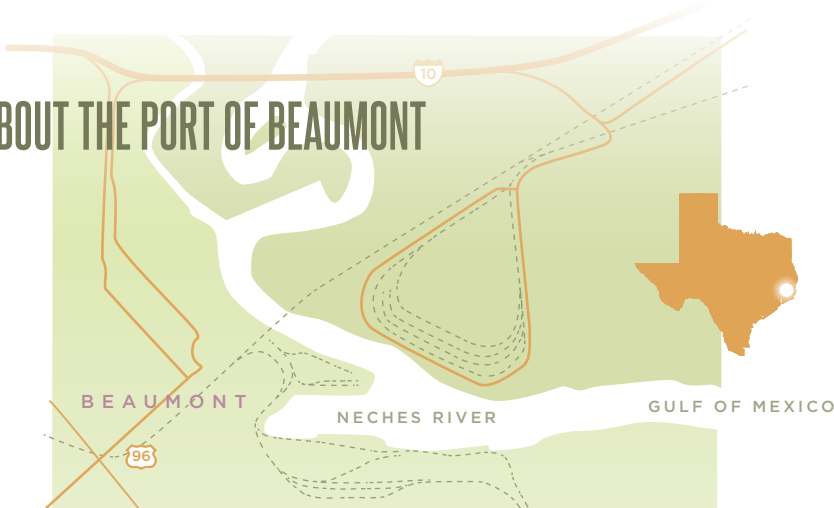 10
BOUT THE PORT OF BEAUMONT
BEAUMONT
NECHES RIVER
GULF OF MEXICO
96